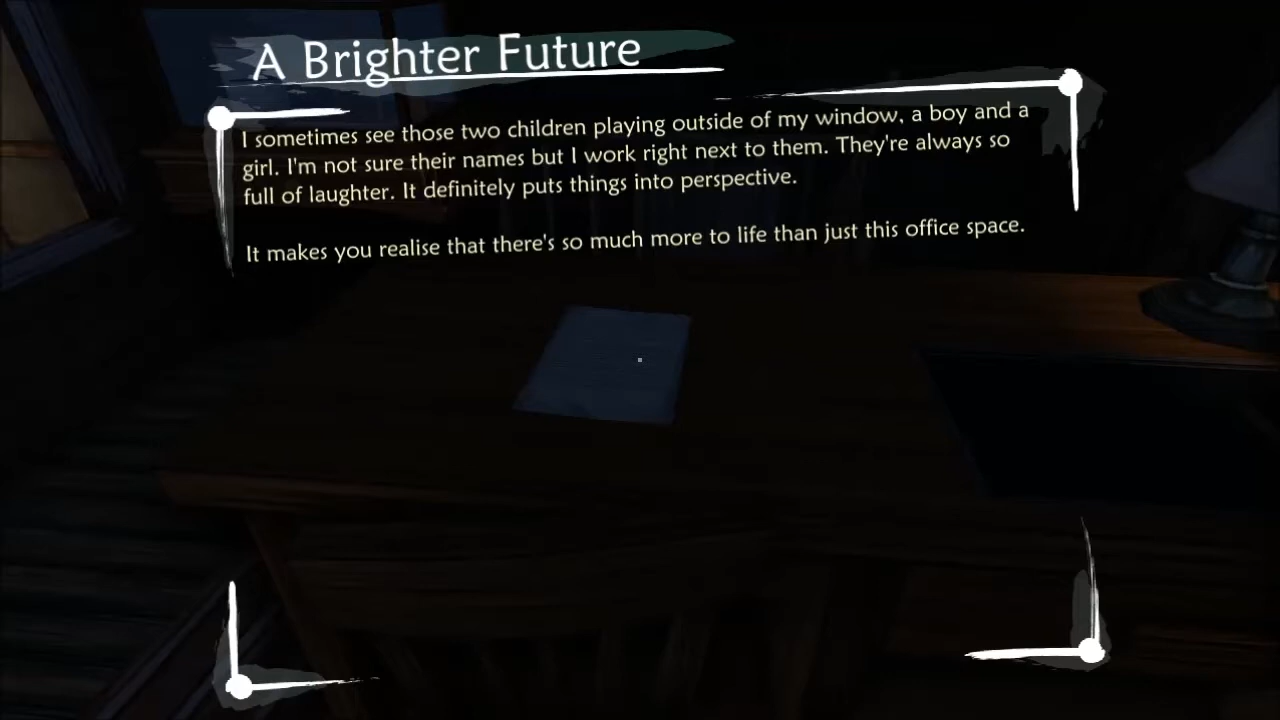 A Brighter Future
I sometimes see those two children playing outside of my window, a boy and a
girl. I'm not sure their names but I work right next to them. They're always so
full of laughter. It definitely puts things into perspective.
It makes you realise that there's so much more to life than just this office space.